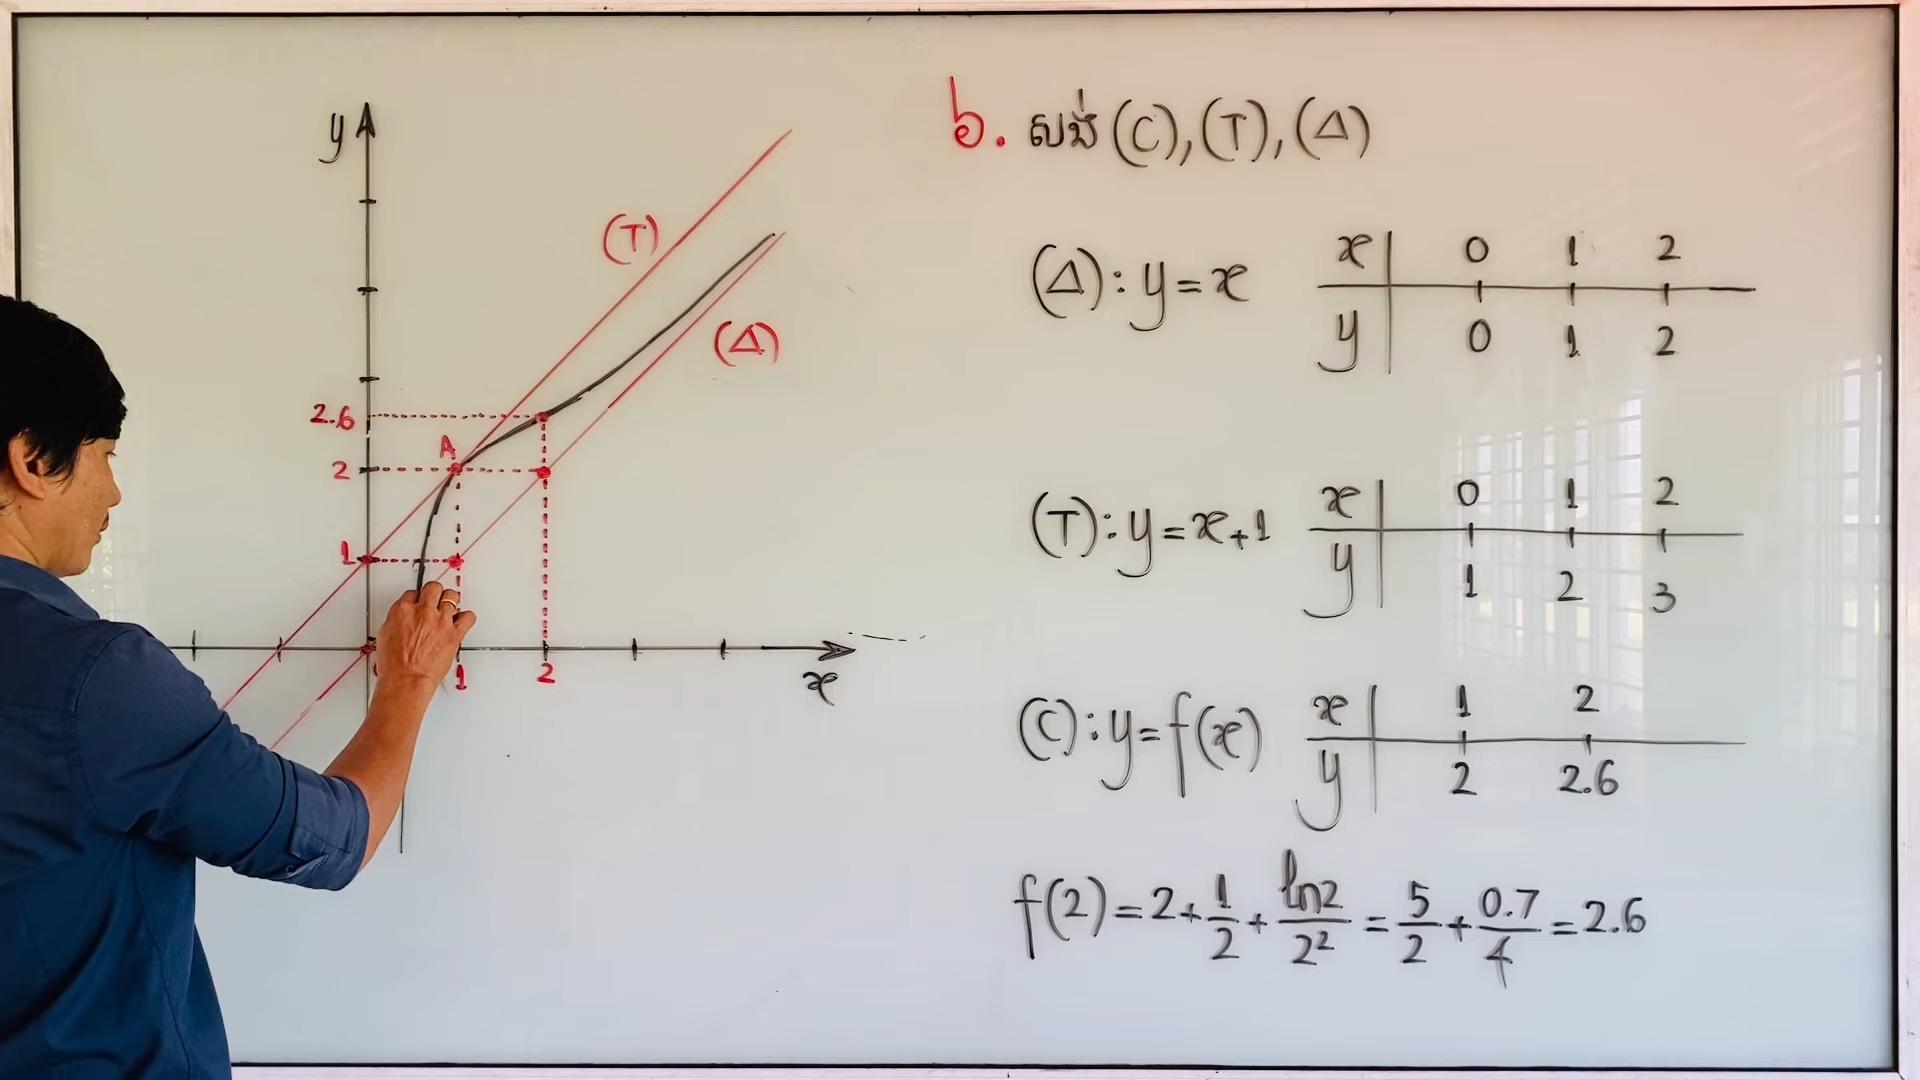 ៦. សង់ (C), (T), (Δ)
(Δ): y = x
x 0 1 2
y 0 1 2
(T): y = x+1
x 0 1 2
y 1 2 3
(C): y = f(x)
x 1 2
y 2 2.6
f(2) = 2 + 1/2 + ln2/2² = 5/2 + 0.7/4 = 2.6
y
(T)
(Δ)
2.6
A
2
1
1 2
x